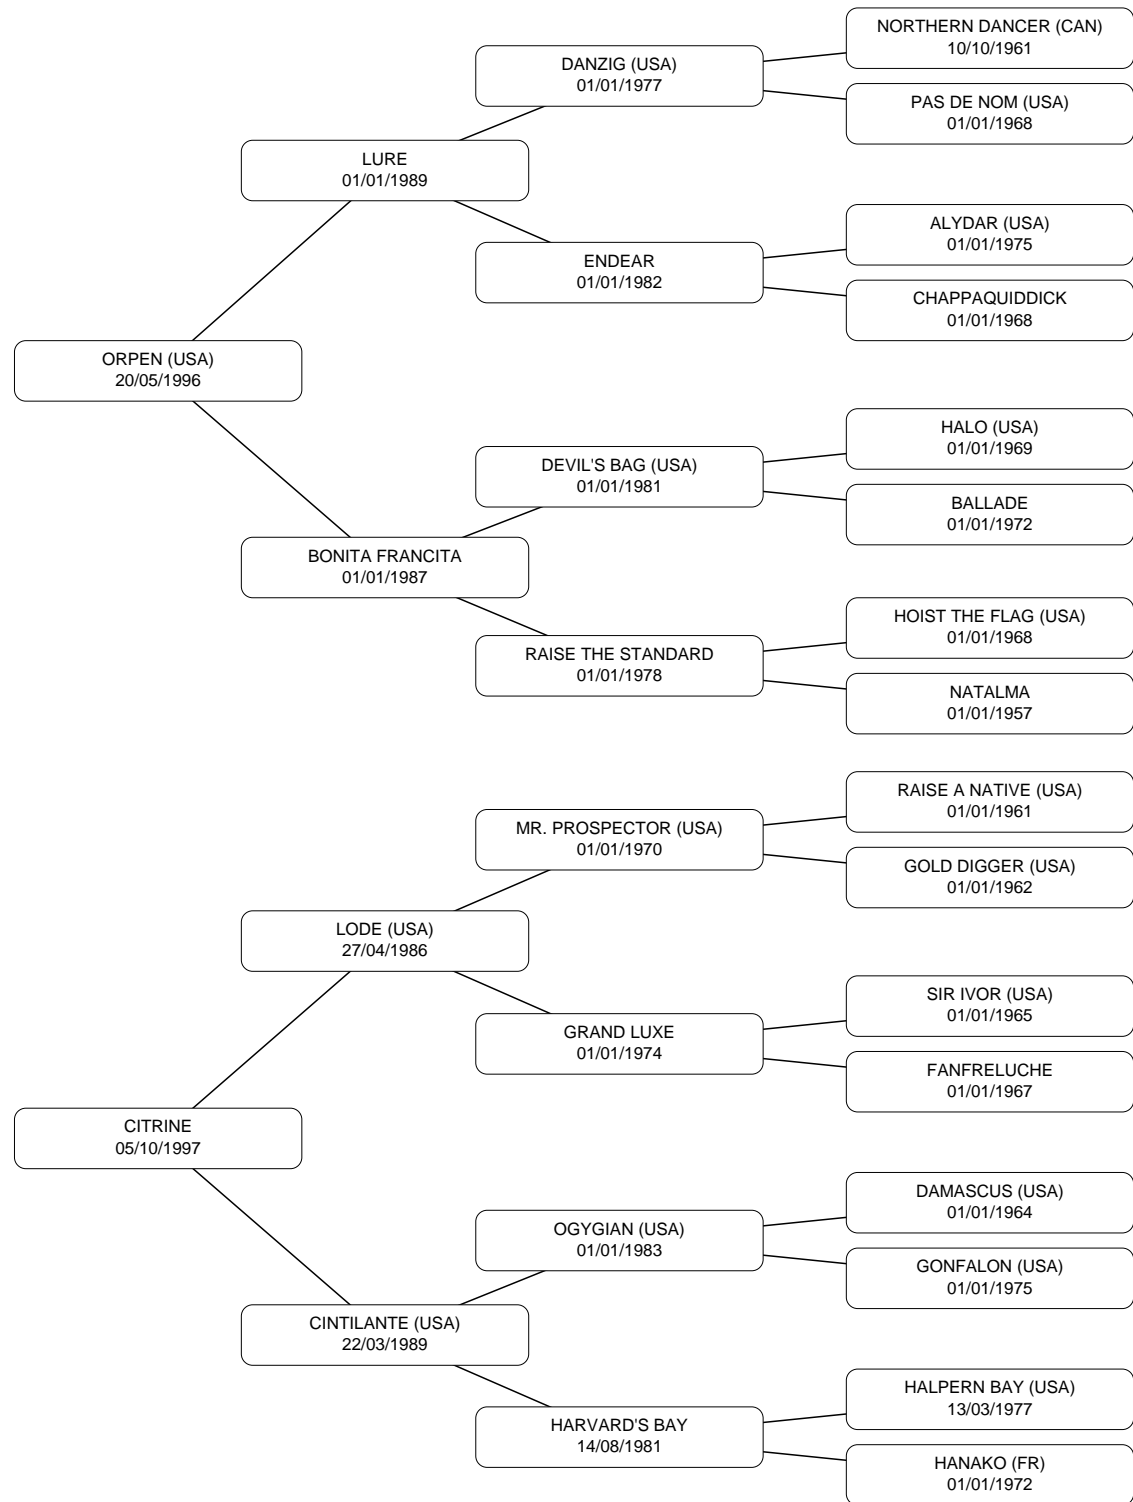 NORTHERN DANCER (CAN)
10/10/1961
DANZIG (USA)
01/01/1977
PAS DE NOM (USA)
01/01/1968
LURE
01/01/1989
ALYDAR (USA)
01/01/1975
ENDEAR
01/01/1982
CHAPPAQUIDDICK
01/01/1968
ORPEN (USA)
20/05/1996
HALO (USA)
01/01/1969
DEVIL'S BAG (USA)
01/01/1981
BALLADE
01/01/1972
BONITA FRANCITA
01/01/1987
HOIST THE FLAG (USA)
01/01/1968
RAISE THE STANDARD
01/01/1978
NATALMA
01/01/1957
RAISE A NATIVE (USA)
01/01/1961
MR. PROSPECTOR (USA)
01/01/1970
GOLD DIGGER (USA)
01/01/1962
LODE (USA)
27/04/1986
SIR IVOR (USA)
01/01/1965
GRAND LUXE
01/01/1974
FANFRELUCHE
01/01/1967
CITRINE
05/10/1997
DAMASCUS (USA)
01/01/1964
OGYGIAN (USA)
01/01/1983
GONFALON (USA)
01/01/1975
CINTILANTE (USA)
22/03/1989
HALPERN BAY (USA)
13/03/1977
HARVARD'S BAY
14/08/1981
HANAKO (FR)
01/01/1972